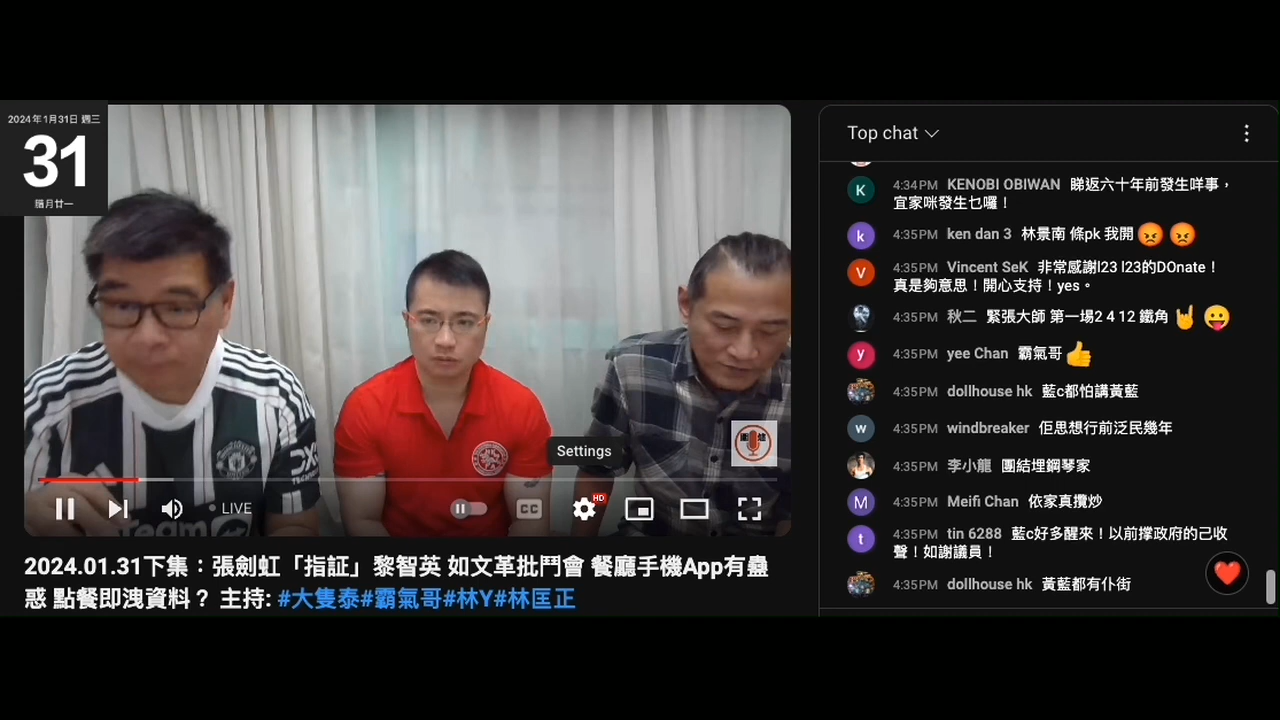 2024年1月31日 週三
31
臘月廿一
Settings
LIVE
CC
HD
Team
2024.01.31下集：張劍虹「指証」黎智英 如文革批鬥會 餐廳手機App有蠱
惑 點餐即洩資料？ 主持: #大隻泰#霸氣哥#林Y#林匡正
Top chat
K
4:34PM KENOBI OBIWAN 睇返六十年前發生咩事，
宜家咪發生乜囉！
k
4:35PM ken dan 3 林景南 條pk 我開😡😡
V
4:35PM Vincent SeK 非常感謝l23 l23的DOnate！
真是夠意思！開心支持！yes。
4:35PM 秋二 緊張大師 第一場2 4 12 鐵角🤘😛
y
4:35PM yee Chan 霸氣哥👍
4:35PM dollhouse hk 藍c都怕講黃藍
w
4:35PM windbreaker 佢思想行前泛民幾年
4:35PM 李小龍 團結埋鋼琴家
M
4:35PM Meifi Chan 依家真攬炒
t
4:35PM tin 6288 藍c好多醒來！以前撐政府的己收
聲！如謝議員！
4:35PM dollhouse hk 黃藍都有仆街